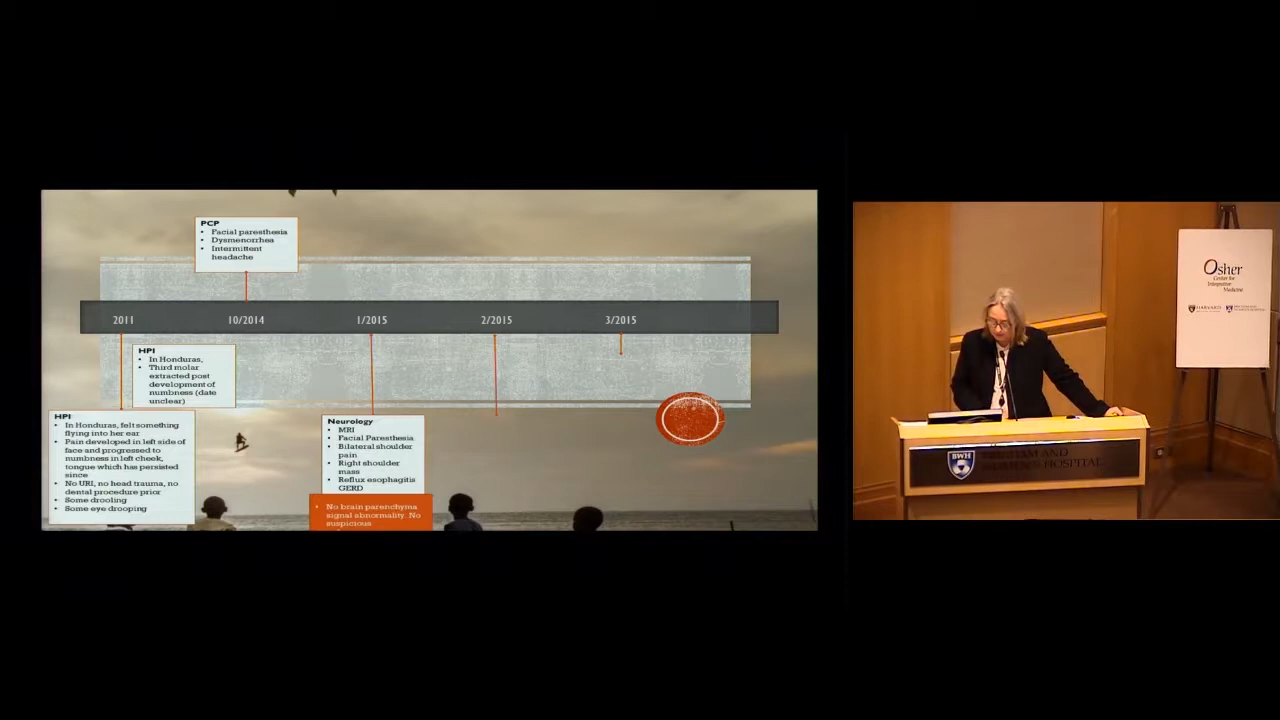 PCP
• Facial paresthesia
• Dysmenorrhea
• Intermittent
headache
2011
10/2014
1/2015
2/2015
3/2015
HPI
• In Honduras,
• Third molar
extracted post
development of
numbness (date
unclear)
HPI
• In Honduras, felt something
flying into her ear.
• Pain developed in left side of
face and progressed to
numbness in left cheek,
tongue which has persisted
since
• No URI, no head trauma, no
dental procedure prior
• Some drooling
• Some eye drooping
Neurology
• MRI
• Facial Paresthesia
• Bilateral shoulder
pain
• Right shoulder
mass
• Reflux esophagitis
GERD
• No brain parenchyma
signal abnormality. No
suspicious
BWH
BRIGHAM AND
WOMEN'S HOSPITAL
Osher
Center for
Integrative
Medicine
HARVARD